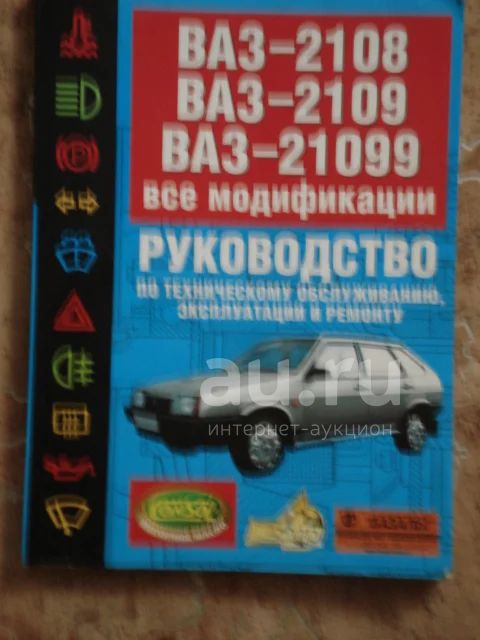 ВАЗ-2108
ВАЗ-2109
ВАЗ-21099
все модификации
РУКОВОДСТВО
ПО ТЕХНИЧЕСКОМУ ОБСЛУЖИВАНИЮ,
ЭКСПЛУАТАЦИИ И РЕМОНТУ
au.ru
интернет-аукцион